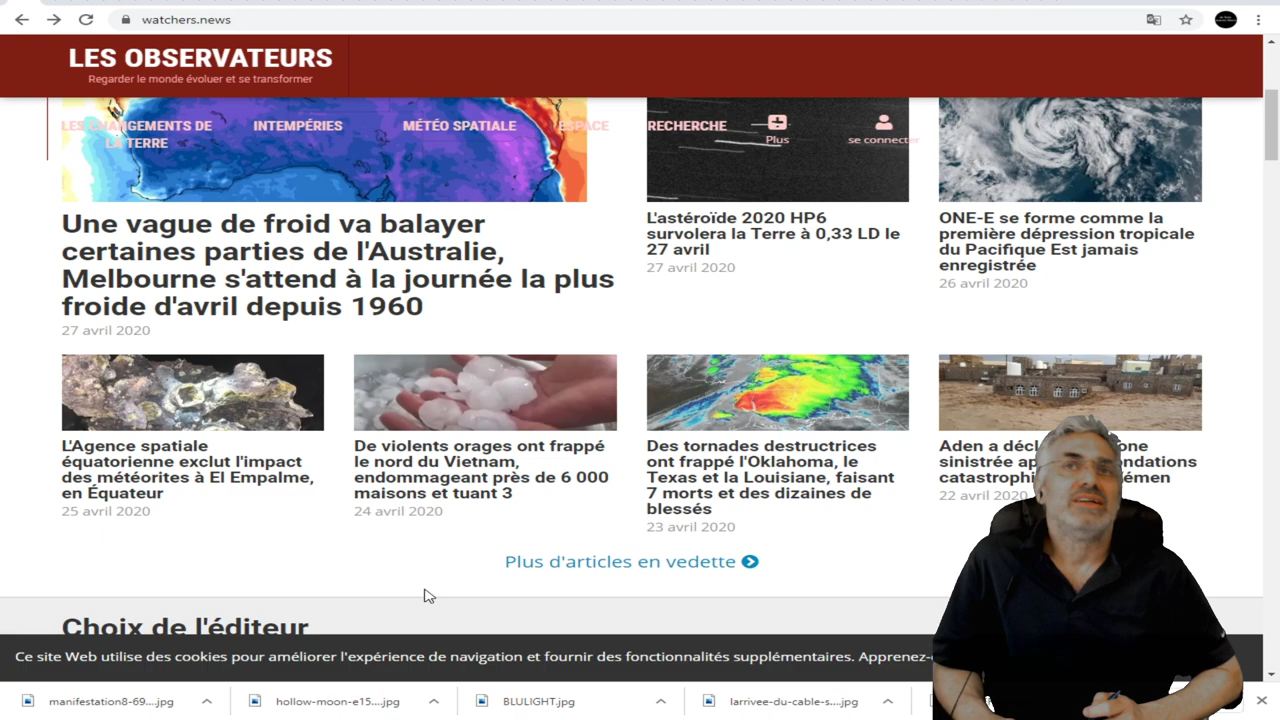 watchers.news
LES OBSERVATEURS
Regarder le monde évoluer et se transformer
LES CHANGEMENTS DE
LA TERRE
INTEMPÉRIES
MÉTÉO SPATIALE
ESPACE
RECHERCHE
Plus
se connecter
Une vague de froid va balayer
certaines parties de l'Australie,
Melbourne s'attend à la journée la plus
froide d'avril depuis 1960
27 avril 2020
L'astéroïde 2020 HP6
survolera la Terre à 0,33 LD le
27 avril
27 avril 2020
ONE-E se forme comme la
première dépression tropicale
du Pacifique Est jamais
enregistrée
26 avril 2020
L'Agence spatiale
équatorienne exclut l'impact
des météorites à El Empalme,
en Équateur
25 avril 2020
De violents orages ont frappé
le nord du Vietnam,
endommageant près de 6 000
maisons et tuant 3
24 avril 2020
Des tornades destructrices
ont frappé l'Oklahoma, le
Texas et la Louisiane, faisant
7 morts et des dizaines de
blessés
23 avril 2020
Aden a
sinistrée
catastrophi
22 avril 2020
Plus d'articles en vedette
Choix de l'éditeur
Ce site Web utilise des cookies pour améliorer l'expérience de navigation et fournir des fonctionnalités supplémentaires. Apprenez-
manifestation8-69....jpg
hollow-moon-e15....jpg
BLULIGHT.jpg
larrivee-du-cable-s....jpg